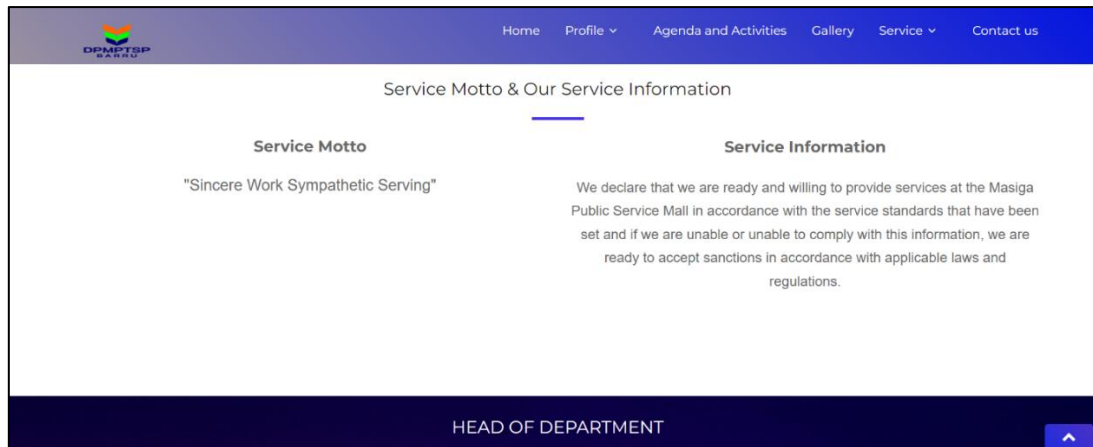 DPMPTSP
BARRU
Home Profile Agenda and Activities Gallery Service Contact us
Service Motto & Our Service Information
Service Motto
"Sincere Work Sympathetic Serving"
Service Information
We declare that we are ready and willing to provide services at the Masiga
Public Service Mall in accordance with the service standards that have been
set and if we are unable or unable to comply with this information, we are
ready to accept sanctions in accordance with applicable laws and
regulations.
HEAD OF DEPARTMENT